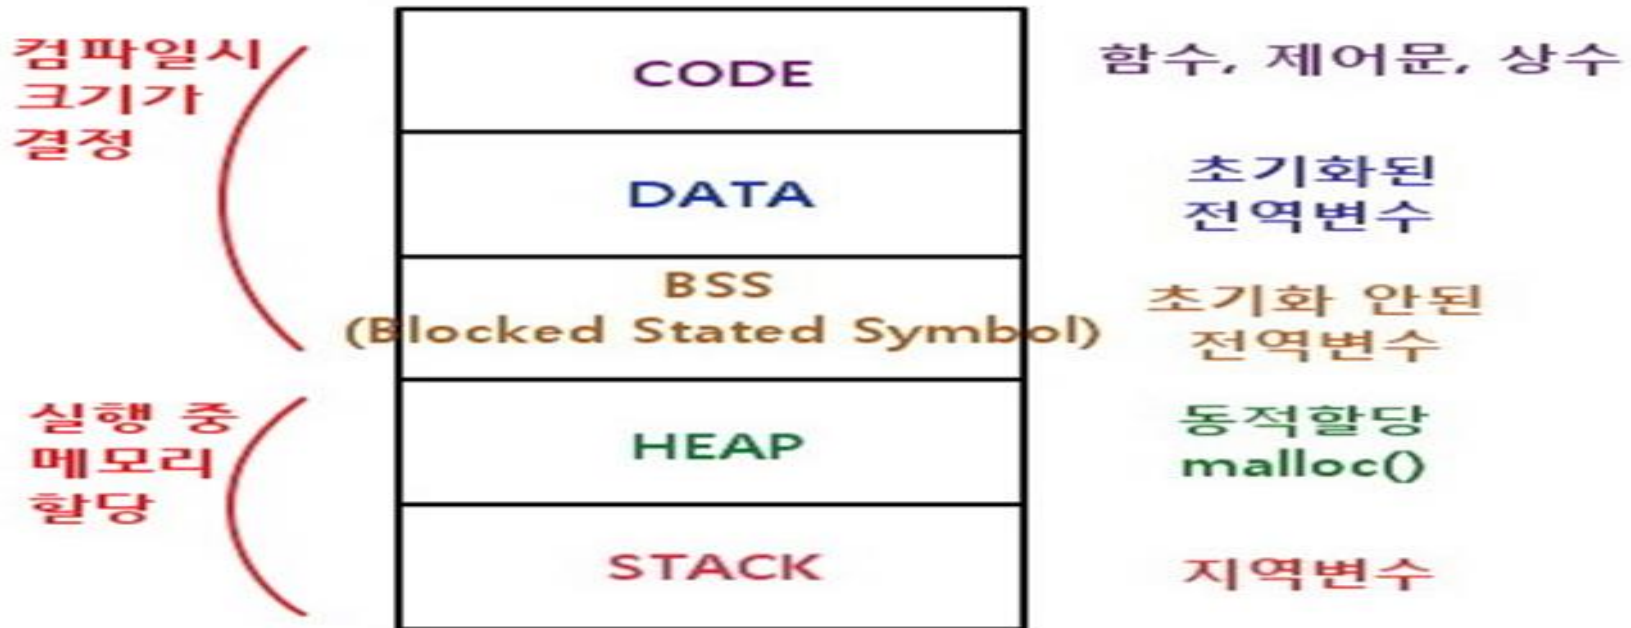 컴파일시
크기가
결정
CODE
함수, 제어문, 상수
DATA
초기화된
전역변수
BSS
(Blocked Stated Symbol)
초기화 안된
전역변수
실행 중
메모리
할당
HEAP
동적할당
malloc()
STACK
지역변수